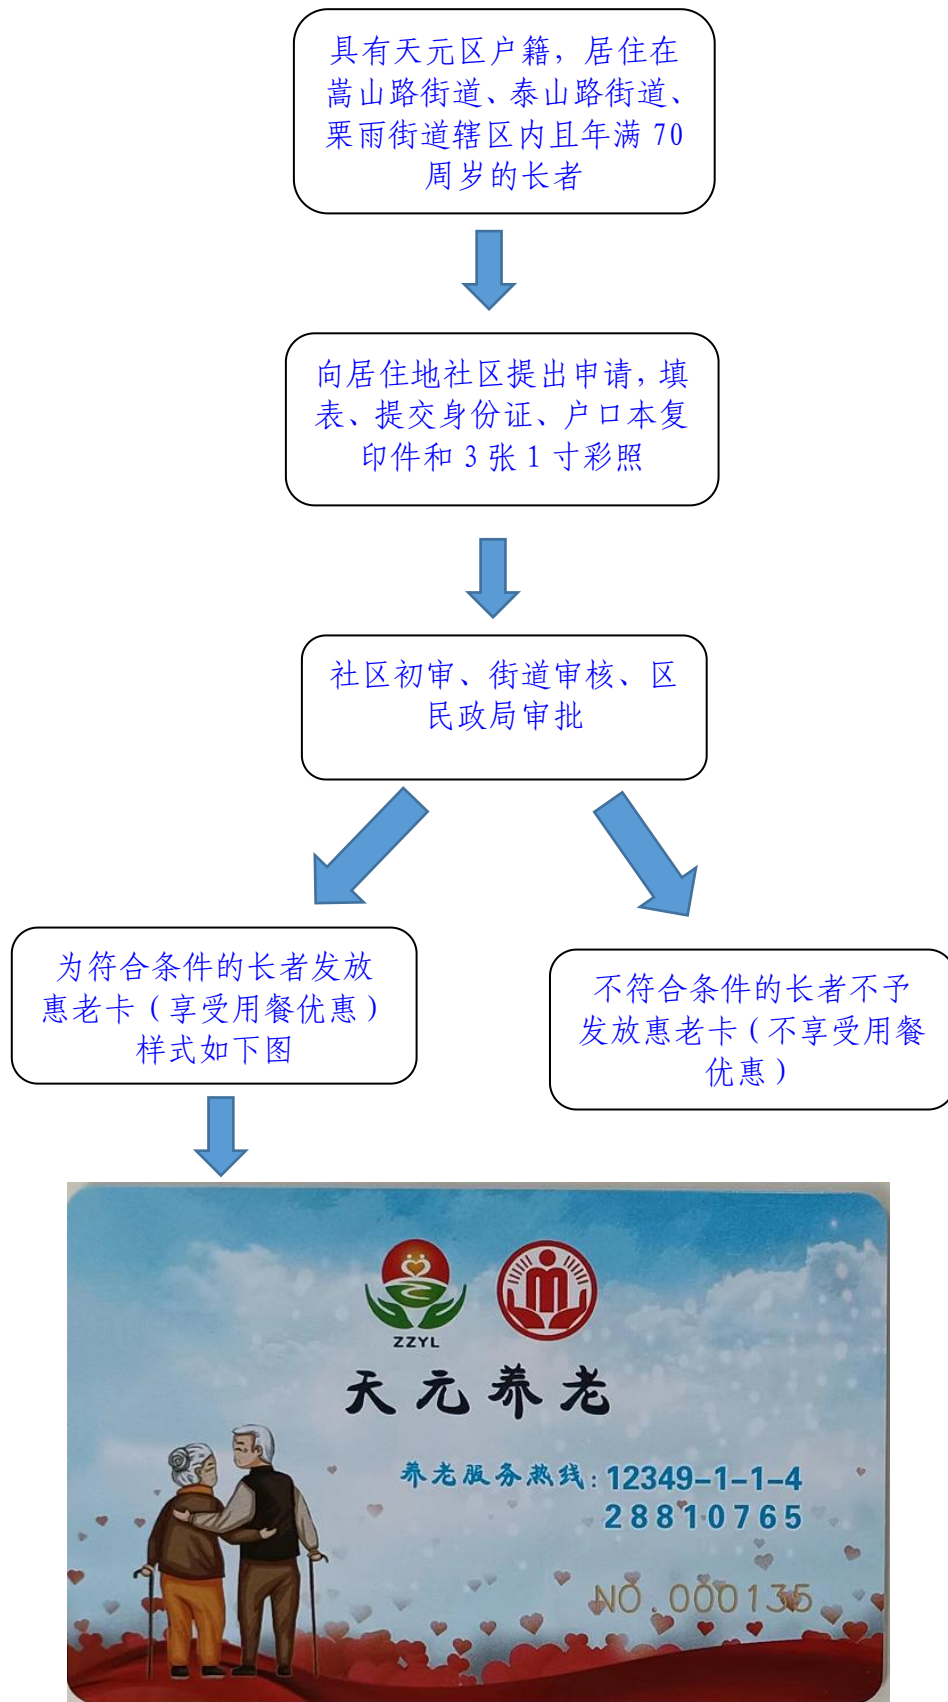 具有天元区户籍，居住在
嵩山路街道、泰山路街道、
栗雨街道辖区内且年满 70
周岁的长者
向居住地社区提出申请，填
表、提交身份证、户口本复
印件和 3 张 1 寸彩照
社区初审、街道审核、区
民政局审批
为符合条件的长者发放
惠老卡（享受用餐优惠）
样式如下图
不符合条件的长者不予
发放惠老卡（不享受用餐
优惠）
ZZYL
天元养老
养老服务热线：12349-1-1-4
28810765
NO.000135